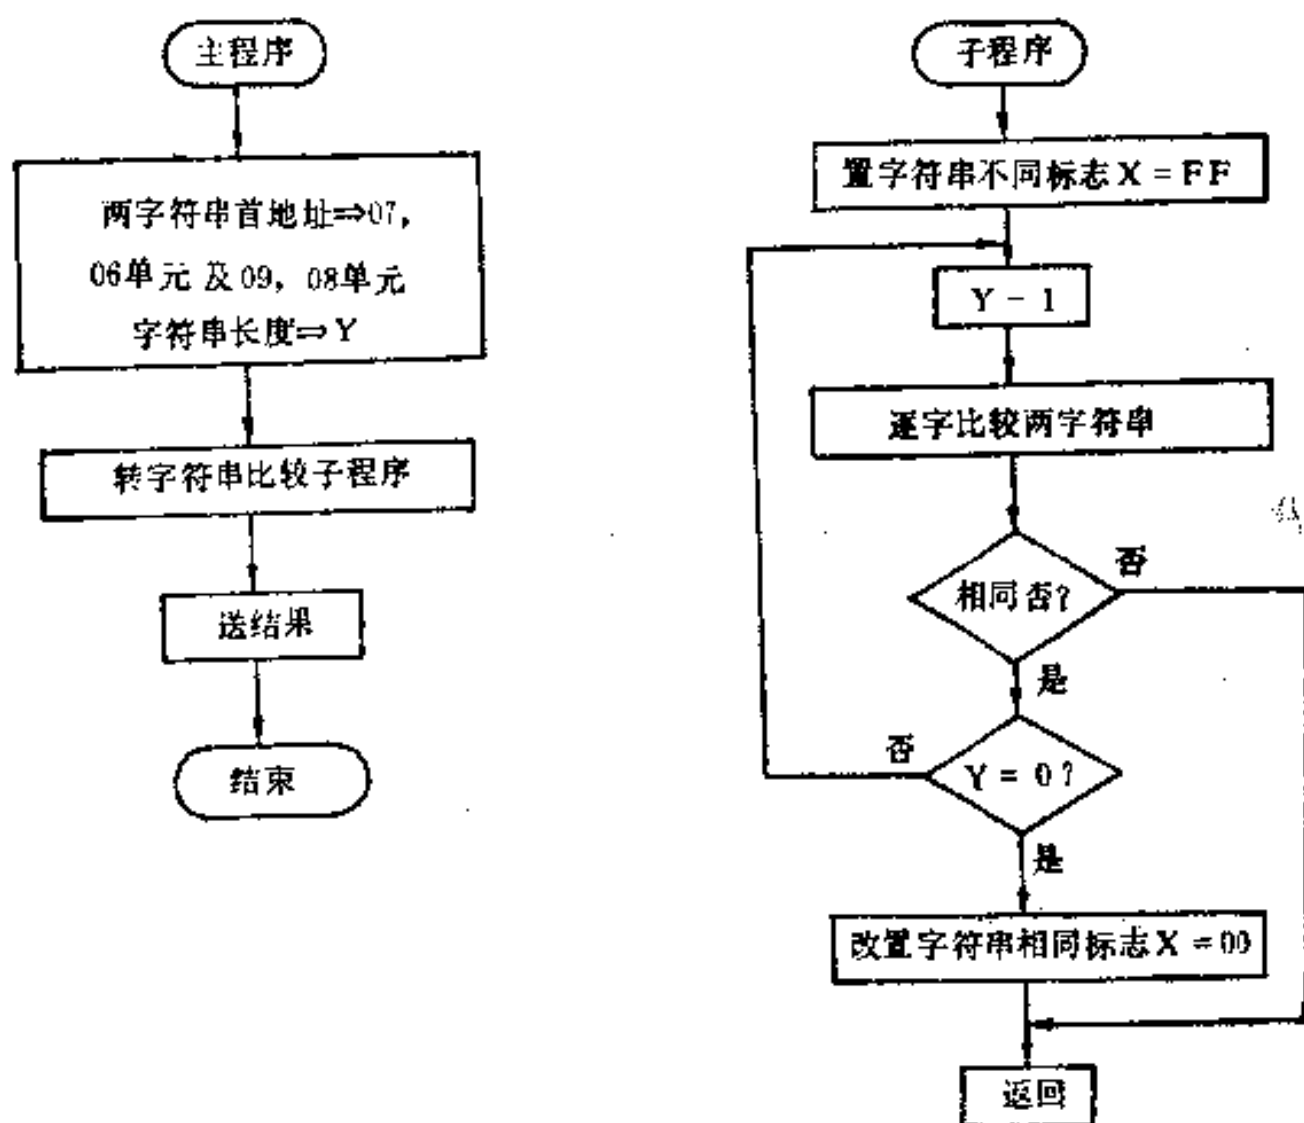 主程序
两字符串首地址⇒07,
06单元及09, 08单元
字符串长度⇒Y
转字符串比较子程序
送结果
结束
子程序
置字符串不同标志X = FF
Y - 1
逐字比较两字符串
相同否?
否
是
Y = 0?
否
是
改置字符串相同标志X = 00
返回